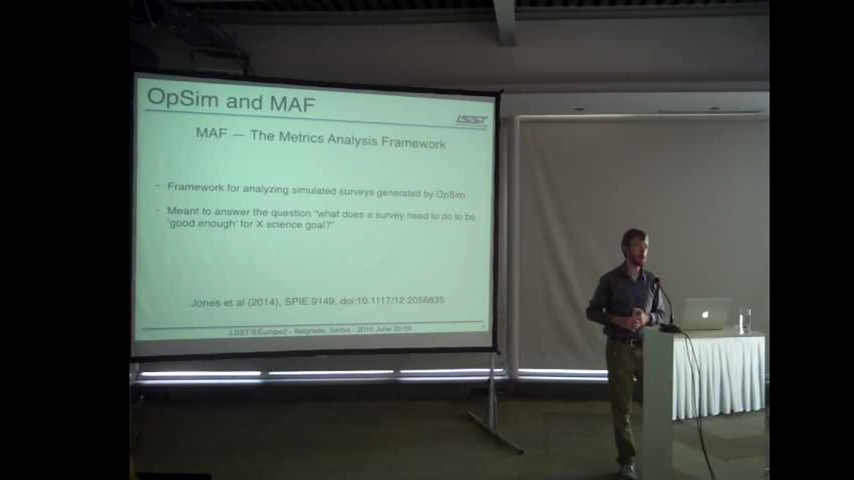 OpSim and MAF
LSST
MAF — The Metrics Analysis Framework
- Framework for analyzing simulated surveys generated by OpSim
- Meant to answer the question "what does a survey need to do to be
'good enough' for X science goal?"
Jones et al (2014), SPIE 9149, doi:10.1117/12.2056835
LSST@Europe2 - Belgrade, Serbia - 2016 June 20-24